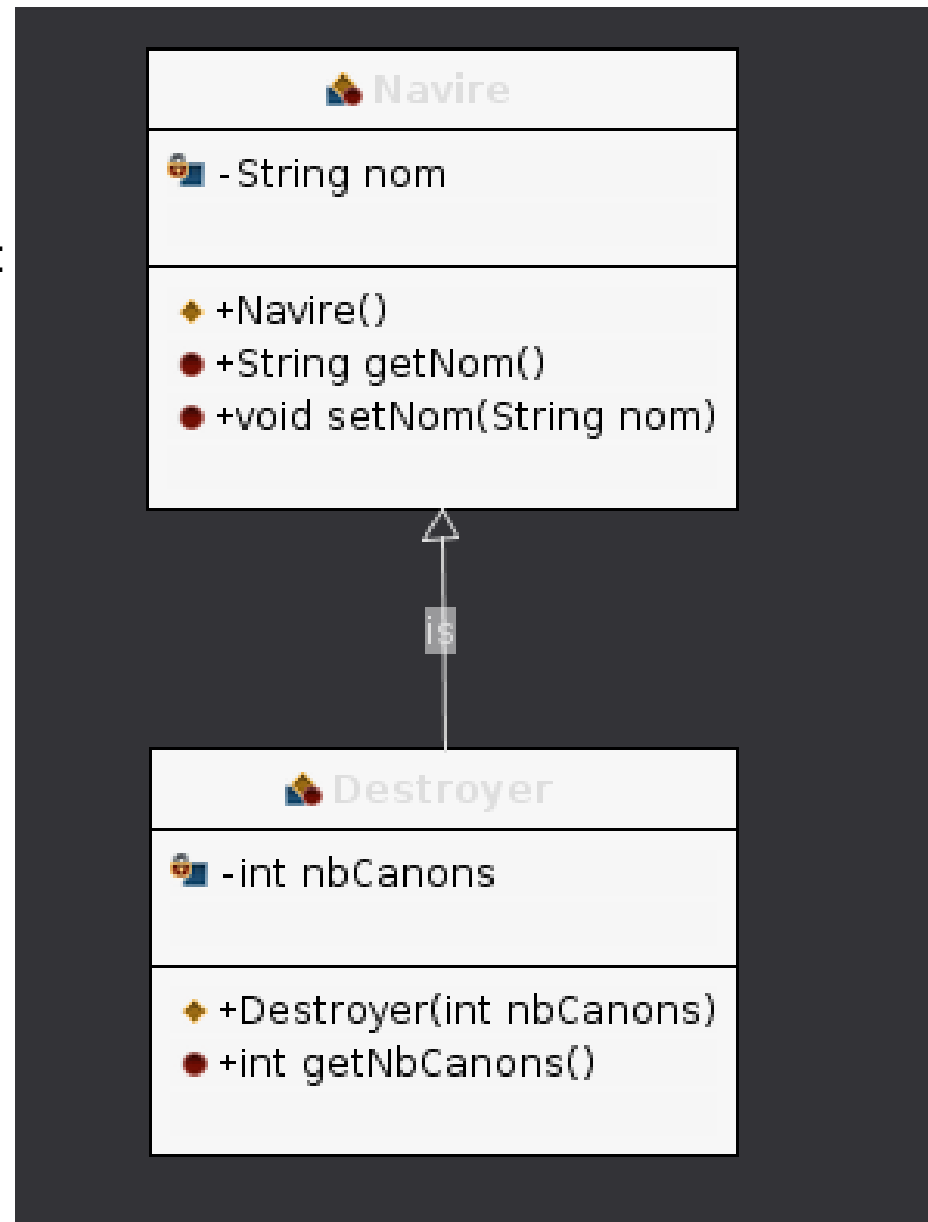 Navire
-String nom
:
+Navire()
+String getNom()
+void setNom(String nom)
is
Destroyer
-int nbCanons
+Destroyer(int nbCanons)
+int getNbCanons()